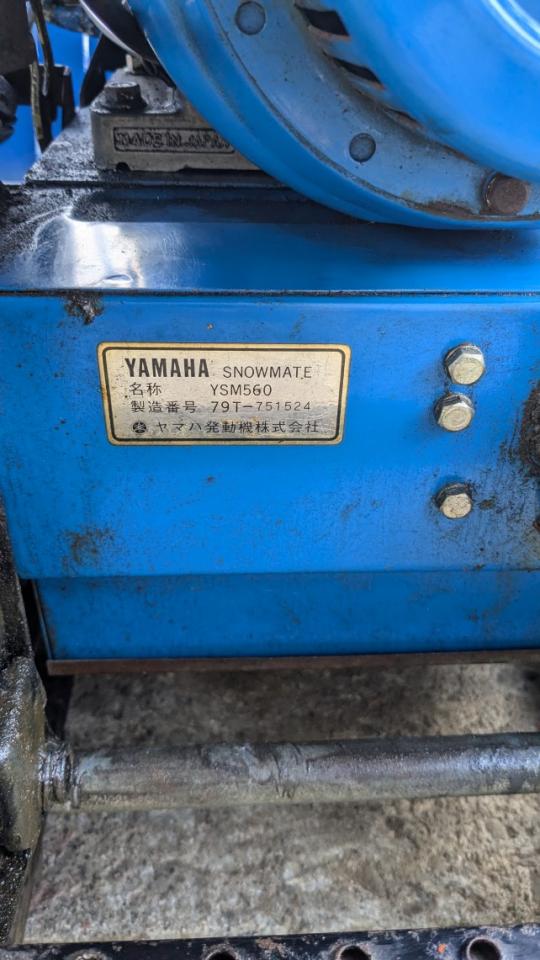 MADE IN JAPAN
YAMAHA SNOWMATE
名称 YSM560
製造番号 79T-751524
ヤマハ発動機株式会社